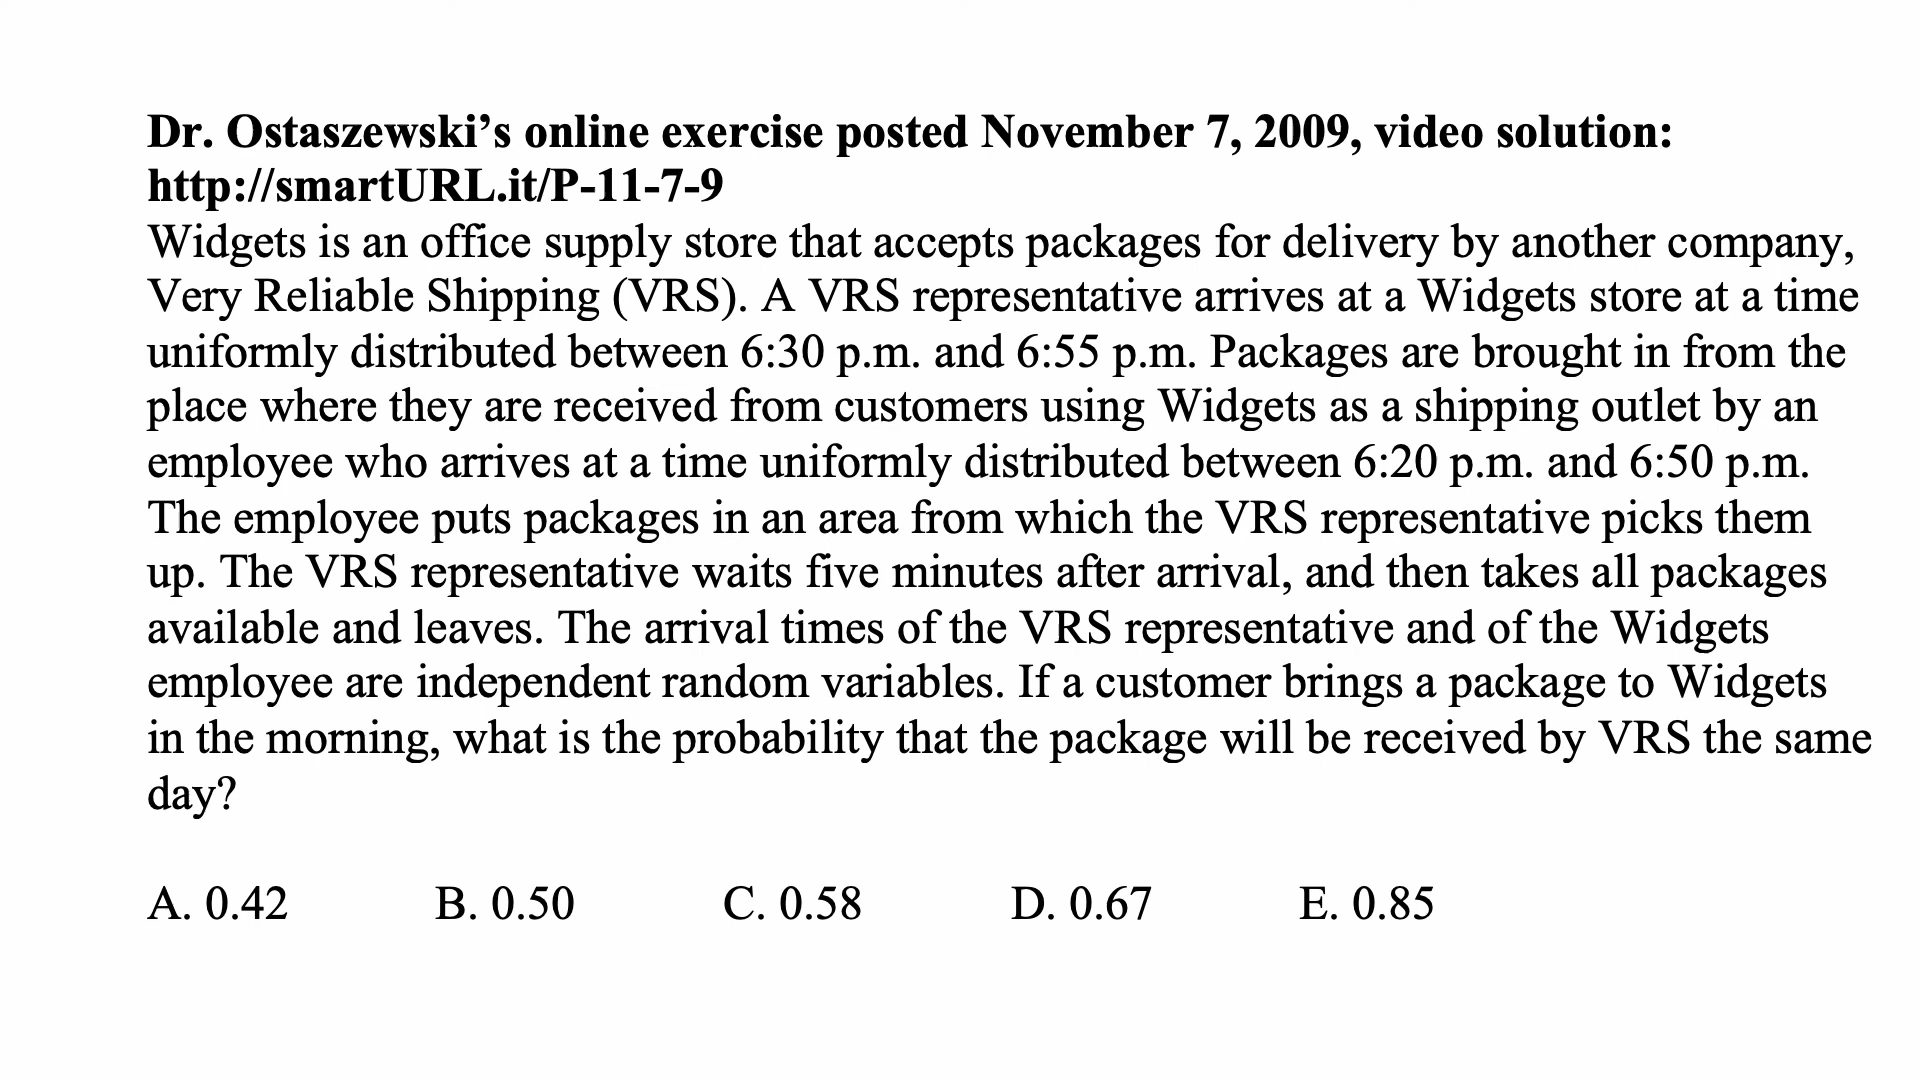 Dr. Ostaszewski’s online exercise posted November 7, 2009, video solution:
http://smartURL.it/P-11-7-9
Widgets is an office supply store that accepts packages for delivery by another company,
Very Reliable Shipping (VRS). A VRS representative arrives at a Widgets store at a time
uniformly distributed between 6:30 p.m. and 6:55 p.m. Packages are brought in from the
place where they are received from customers using Widgets as a shipping outlet by an
employee who arrives at a time uniformly distributed between 6:20 p.m. and 6:50 p.m.
The employee puts packages in an area from which the VRS representative picks them
up. The VRS representative waits five minutes after arrival, and then takes all packages
available and leaves. The arrival times of the VRS representative and of the Widgets
employee are independent random variables. If a customer brings a package to Widgets
in the morning, what is the probability that the package will be received by VRS the same
day?
A. 0.42 B. 0.50 C. 0.58 D. 0.67 E. 0.85